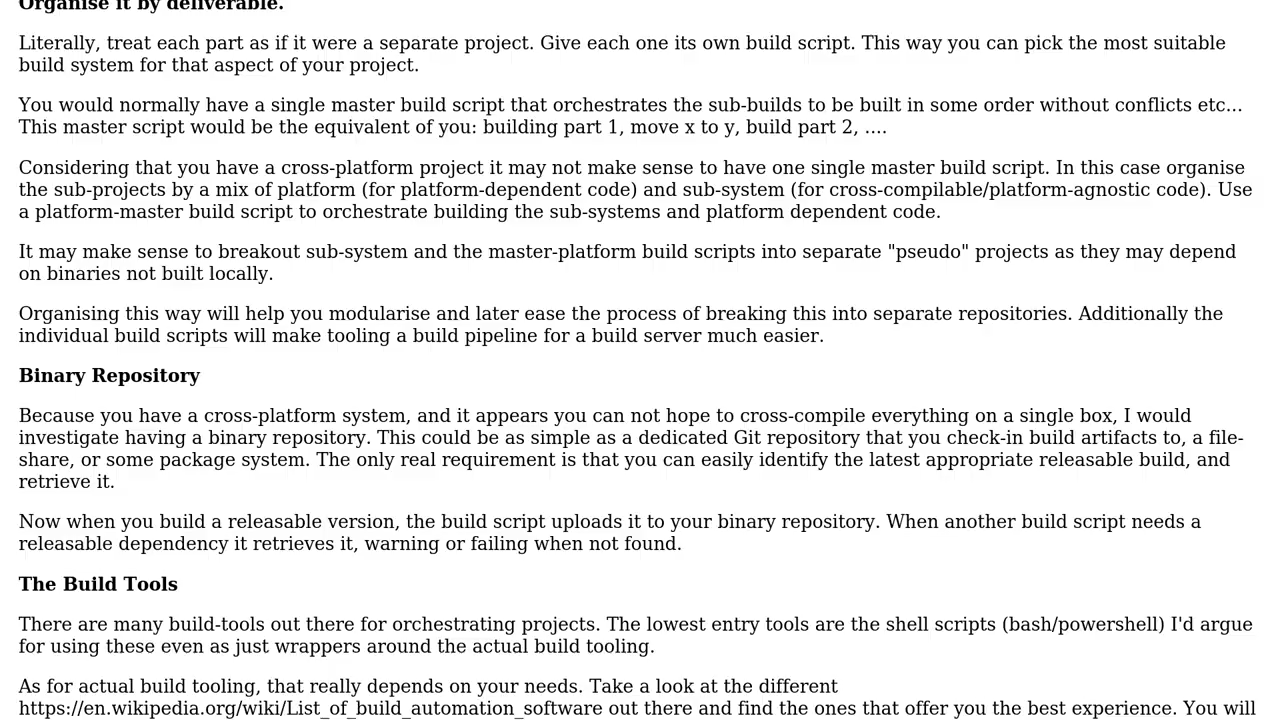 Organise it by deliverable.
Literally, treat each part as if it were a separate project. Give each one its own build script. This way you can pick the most suitable
build system for that aspect of your project.
You would normally have a single master build script that orchestrates the sub-builds to be built in some order without conflicts etc...
This master script would be the equivalent of you: building part 1, move x to y, build part 2, ....
Considering that you have a cross-platform project it may not make sense to have one single master build script. In this case organise
the sub-projects by a mix of platform (for platform-dependent code) and sub-system (for cross-compilable/platform-agnostic code). Use
a platform-master build script to orchestrate building the sub-systems and platform dependent code.
It may make sense to breakout sub-system and the master-platform build scripts into separate "pseudo" projects as they may depend
on binaries not built locally.
Organising this way will help you modularise and later ease the process of breaking this into separate repositories. Additionally the
individual build scripts will make tooling a build pipeline for a build server much easier.
Binary Repository
Because you have a cross-platform system, and it appears you can not hope to cross-compile everything on a single box, I would
investigate having a binary repository. This could be as simple as a dedicated Git repository that you check-in build artifacts to, a file-
share, or some package system. The only real requirement is that you can easily identify the latest appropriate releasable build, and
retrieve it.
Now when you build a releasable version, the build script uploads it to your binary repository. When another build script needs a
releasable dependency it retrieves it, warning or failing when not found.
The Build Tools
There are many build-tools out there for orchestrating projects. The lowest entry tools are the shell scripts (bash/powershell) I'd argue
for using these even as just wrappers around the actual build tooling.
As for actual build tooling, that really depends on your needs. Take a look at the different
https://en.wikipedia.org/wiki/List_of_build_automation_software out there and find the ones that offer you the best experience. You will